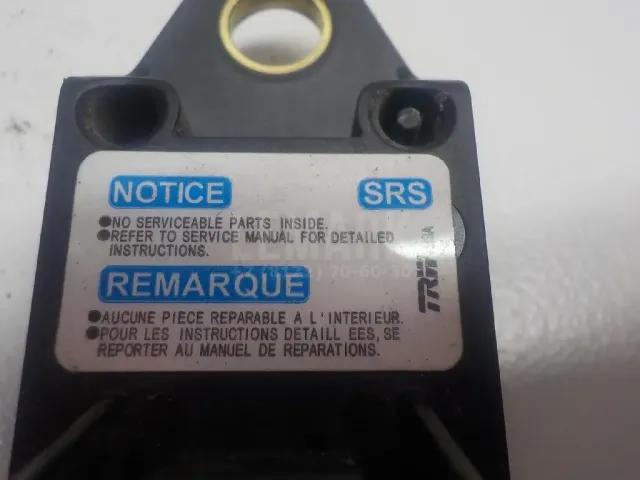 NOTICE SRS
●NO SERVICEABLE PARTS INSIDE.
●REFER TO SERVICE MANUAL FOR DETAILED
INSTRUCTIONS.
REMARQUE
●AUCUNE PIECE REPARABLE A L'INTERIEUR.
●POUR LES INSTRUCTIONS DETAILL EES, SE
REPORTER AU MANUEL DE REPARATIONS.
TRW